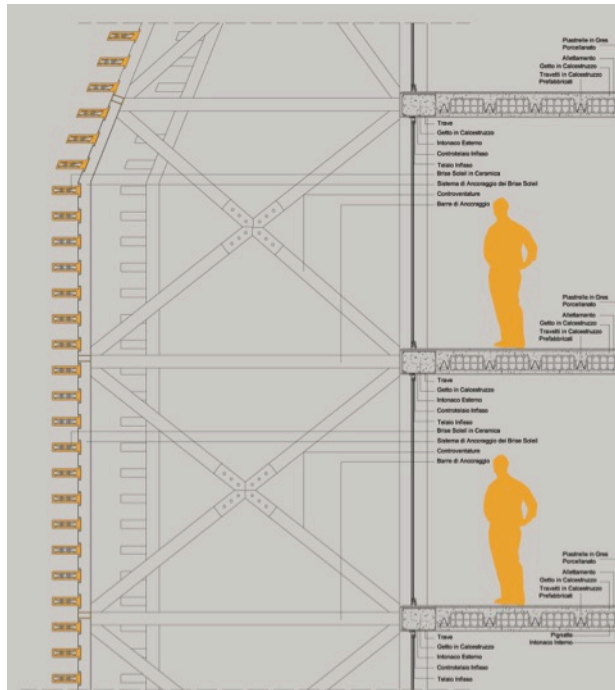 Piastrelle in Gres
Porcellanato
Allettamento
Getto in Calcestruzzo
Travetti in Calcestruzzo
Prefabbricati
Trave
Getto in Calcestruzzo
Intonaco Esterno
Controtelaio Infisso
Telaio Infisso
Brise Soleil in Ceramica
Sistema di Ancoraggio dei Brise Soleil
Controventature
Barre di Ancoraggio
Piastrelle in Gres
Porcellanato
Allettamento
Getto in Calcestruzzo
Travetti in Calcestruzzo
Prefabbricati
Trave
Getto in Calcestruzzo
Intonaco Esterno
Controtelaio Infisso
Telaio Infisso
Brise Soleil in Ceramica
Sistema di Ancoraggio dei Brise Soleil
Controventature
Barre di Ancoraggio
Piastrelle in Gres
Porcellanato
Allettamento
Getto in Calcestruzzo
Travetti in Calcestruzzo
Prefabbricati
Pignatte
Intonaco Interno
Trave
Getto in Calcestruzzo
Intonaco Esterno
Controtelaio Infisso
Telaio Infisso